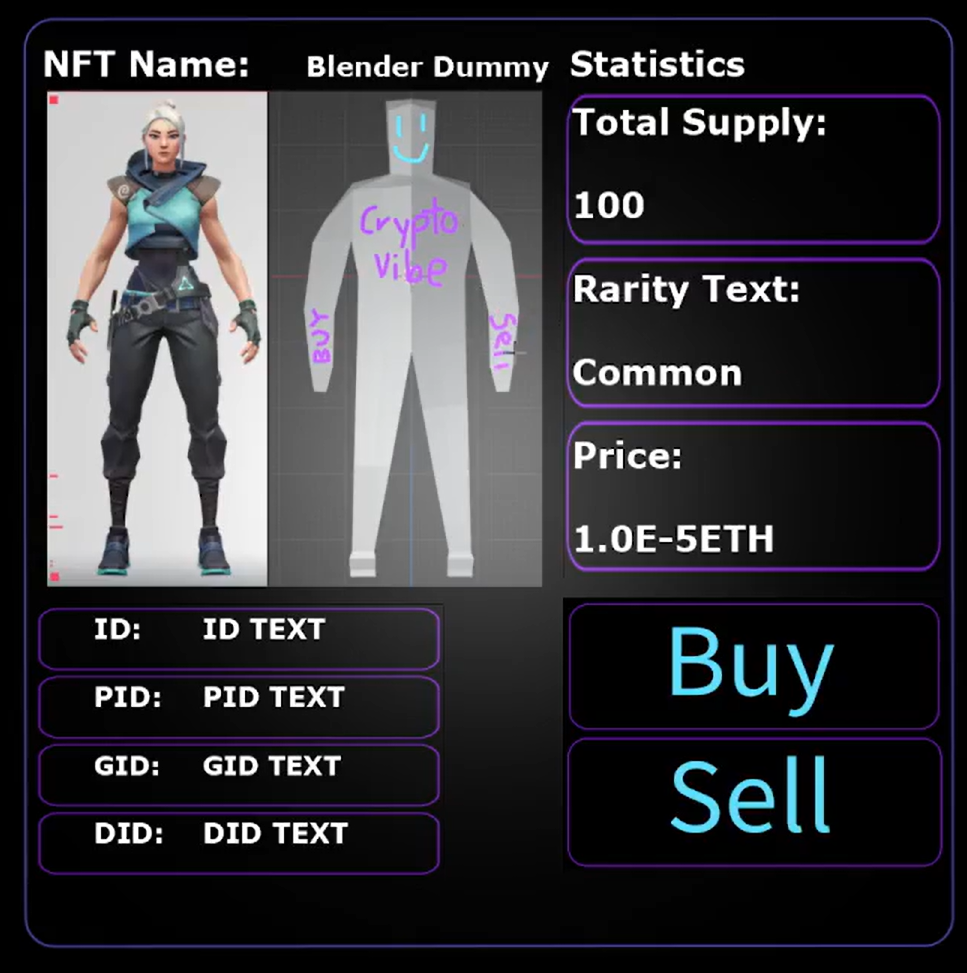 NFT Name: Blender Dummy
Crypto
Vibe
BUY
Sell
Statistics
Total Supply:
100
Rarity Text:
Common
Price:
1.0E-5ETH
ID: ID TEXT
PID: PID TEXT
GID: GID TEXT
DID: DID TEXT
Buy
Sell